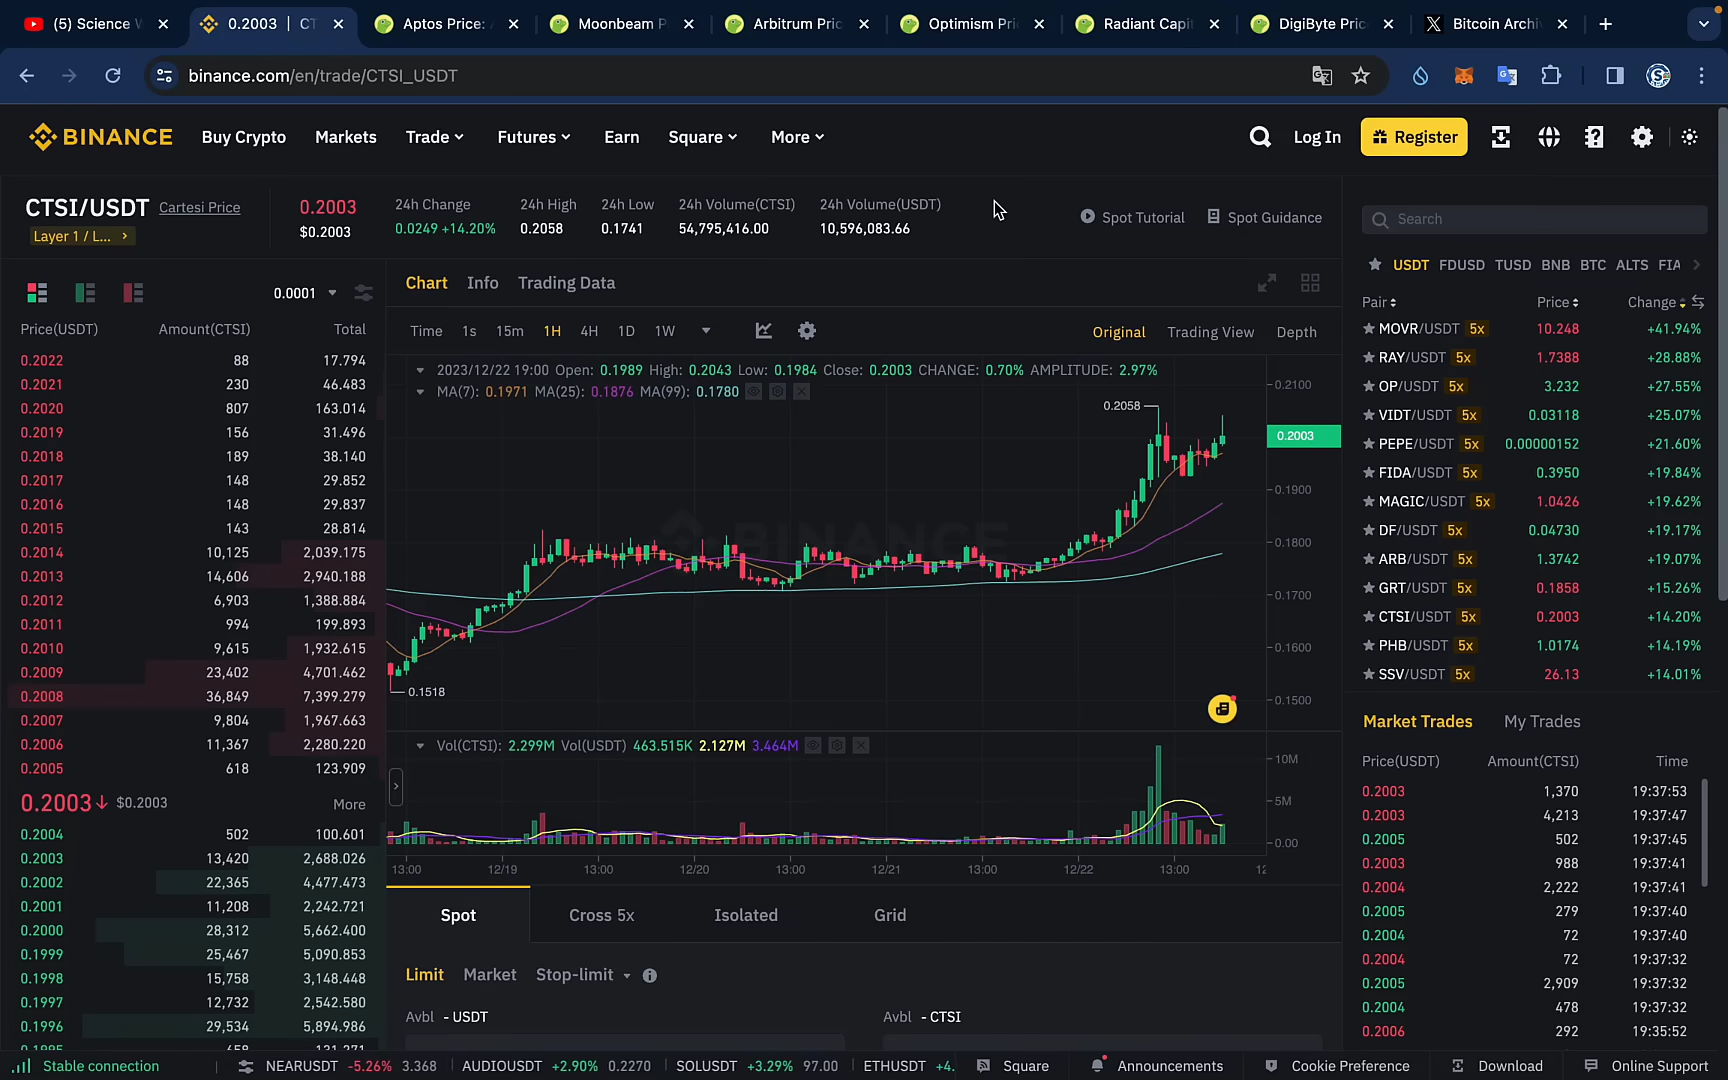 (5) Science
0.2003 | CT
Aptos Price:
Moonbeam P
Arbitrum Pric
Optimism Pri
Radiant Capit
DigiByte Pric
Bitcoin Archi
binance.com/en/trade/CTSI_USDT
BINANCE Buy Crypto Markets Trade Futures Earn Square More Log In Register
CTSI/USDT Cartesi Price
Layer 1 / L...
0.2003
$0.2003
24h Change
0.0249 +14.20%
24h High
0.2058
24h Low
0.1741
24h Volume(CTSI)
54,795,416.00
24h Volume(USDT)
10,596,083.66
Spot Tutorial Spot Guidance
0.0001
Price(USDT) Amount(CTSI) Total
0.2022 88 17.794
0.2021 230 46.483
0.2020 807 163.014
0.2019 156 31.496
0.2018 189 38.140
0.2017 148 29.852
0.2016 148 29.837
0.2015 143 28.814
0.2014 10,125 2,039.175
0.2013 14,606 2,940.188
0.2012 6,903 1,388.884
0.2011 994 199.893
0.2010 9,615 1,932.615
0.2009 23,402 4,701.462
0.2008 36,849 7,399.279
0.2007 9,804 1,967.663
0.2006 11,367 2,280.220
0.2005 618 123.909
0.2003↓ $0.2003 More
0.2004 502 100.601
0.2003 13,420 2,688.026
0.2002 22,365 4,477.473
0.2001 11,208 2,242.721
0.2000 28,312 5,662.400
0.1999 25,467 5,090.853
0.1998 15,758 3,148.448
0.1997 12,732 2,542.580
0.1996 29,534 5,894.986
Chart Info Trading Data
Time 1s 15m 1H 4H 1D 1W Original Trading View Depth
2023/12/22 19:00 Open: 0.1989 High: 0.2043 Low: 0.1984 Close: 0.2003 CHANGE: 0.70% AMPLITUDE: 2.97%
MA(7): 0.1971 MA(25): 0.1876 MA(99): 0.1780
BINANCE
0.2058
0.1518
0.2100
0.2003
0.1900
0.1800
0.1700
0.1600
0.1500
Vol(CTSI): 2.299M Vol(USDT) 463.515K 2.127M 3.464M
10M
5M
0.00
13:00 12/19 13:00 12/20 13:00 12/21 13:00 12/22 13:00 12
Spot Cross 5x Isolated Grid
Limit Market Stop-limit
Avbl - USDT Avbl - CTSI
Search
USDT FDUSD TUSD BNB BTC ALTS FIA
Pair Price Change
MOVR/USDT 5x 10.248 +41.94%
RAY/USDT 5x 1.7388 +28.88%
OP/USDT 5x 3.232 +27.55%
VIDT/USDT 5x 0.03118 +25.07%
PEPE/USDT 5x 0.00000152 +21.60%
FIDA/USDT 5x 0.3950 +19.84%
MAGIC/USDT 5x 1.0426 +19.62%
DF/USDT 5x 0.04730 +19.17%
ARB/USDT 5x 1.3742 +19.07%
GRT/USDT 5x 0.1858 +15.26%
CTSI/USDT 5x 0.2003 +14.20%
PHB/USDT 5x 1.0174 +14.19%
SSV/USDT 5x 26.13 +14.01%
Market Trades My Trades
Price(USDT) Amount(CTSI) Time
0.2003 1,370 19:37:53
0.2003 4,213 19:37:47
0.2005 502 19:37:45
0.2003 988 19:37:41
0.2004 2,222 19:37:41
0.2005 279 19:37:40
0.2004 72 19:37:40
0.2004 72 19:37:32
0.2005 2,909 19:37:32
0.2004 478 19:37:32
0.2006 292 19:35:52
Stable connection NEARUSDT -5.26% 3.368 AUDIOUSDT +2.90% 0.2270 SOLUSDT +3.29% 97.00 ETHUSDT +4. Square Announcements Cookie Preference Download Online Support